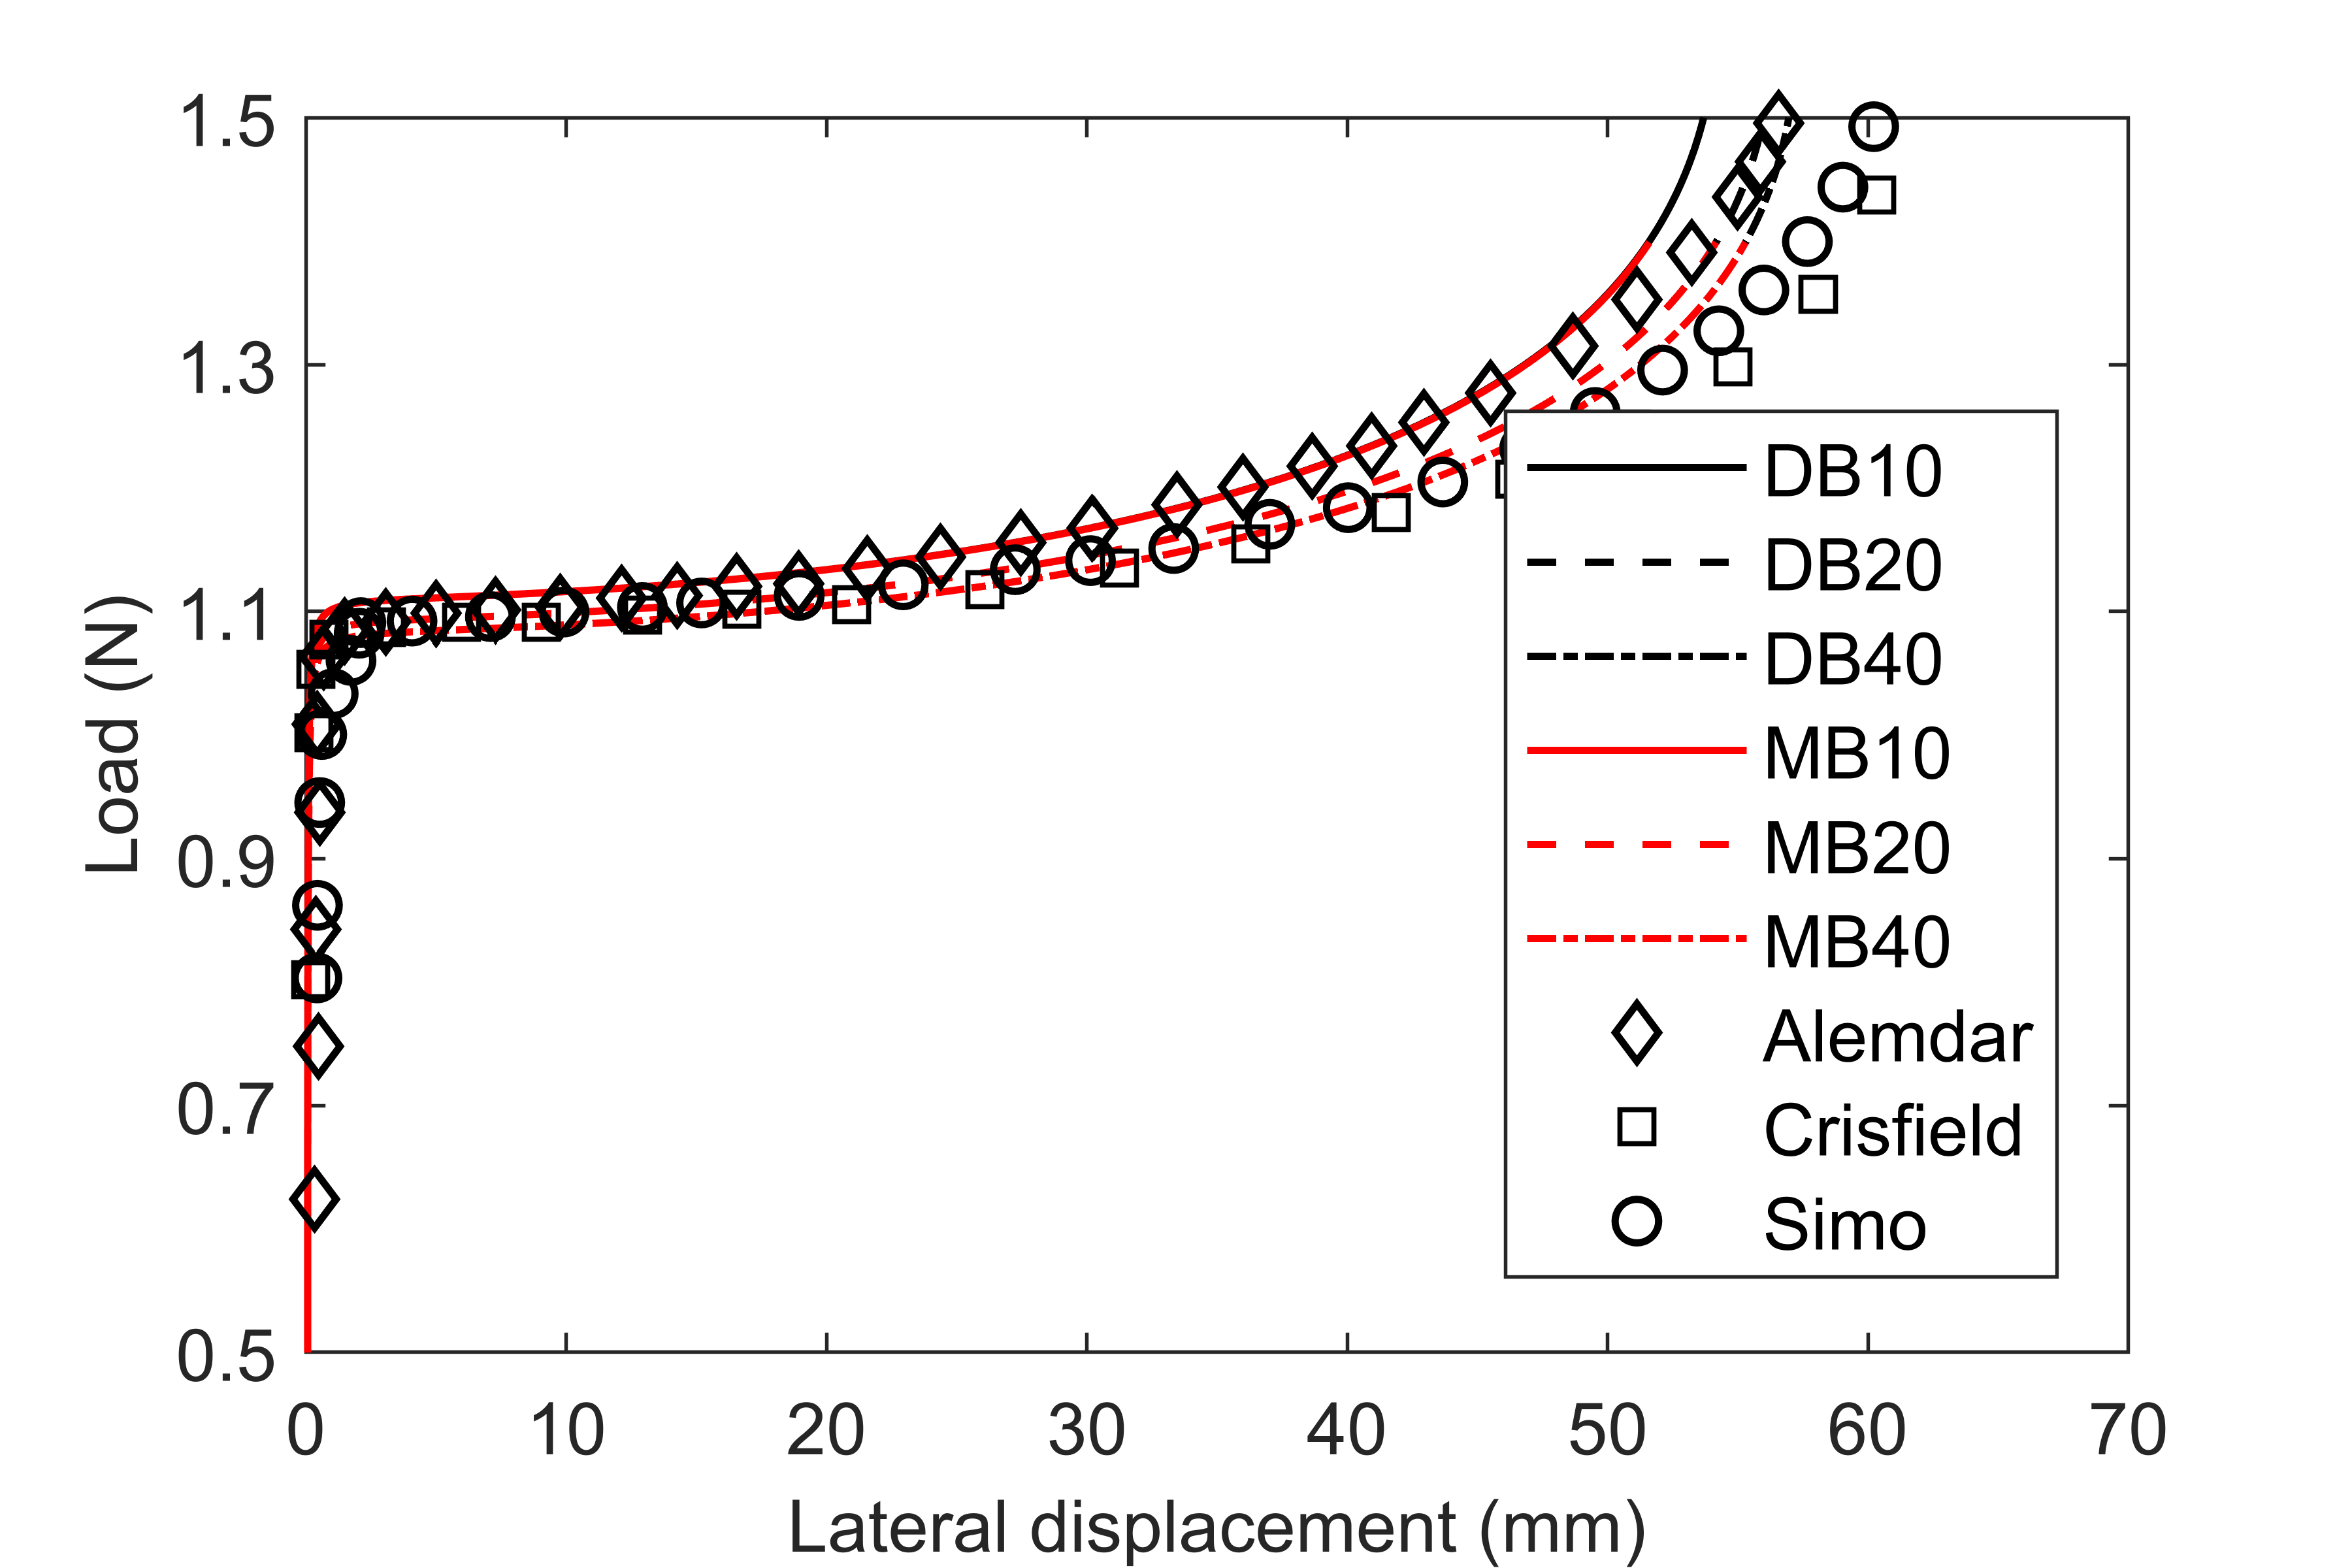 1.5
1.3
1.1
0.9
0.7
0.5
Load (N)
0 10 20 30 40 50 60 70
Lateral displacement (mm)
DB10
DB20
DB40
MB10
MB20
MB40
Alemdar
Crisfield
Simo